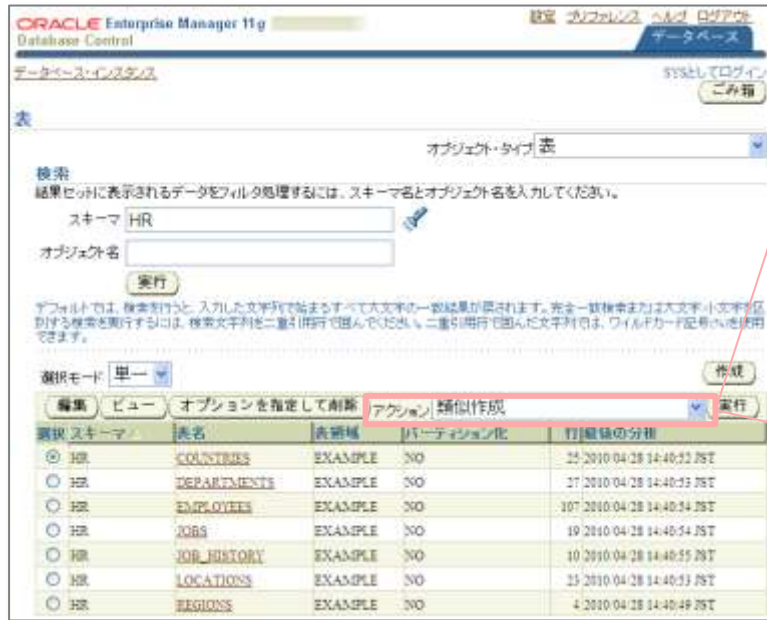 ORACLE Enterprise Manager 11g
Database Control
設定 プリファレンス ヘルプ ログアウト
データベース
データベース・インスタンス
SYSとしてログイン
ごみ箱
表
オブジェクト・タイプ 表
検索
結果セットに表示されるデータをフィルタ処理するには、スキーマ名とオブジェクト名を入力してください。
スキーマ HR
オブジェクト名
実行
デフォルトでは、検索を行うと、入力した文字列で始まるすべて大文字の一致結果が戻されます。完全一致検索または大文字小文字を区
別する検索を実行するには、検索文字列を二重引用符で囲んでください。二重引用符で囲んだ文字列では、ワイルドカード記号(%)を使用
できます。
選択モード 単一
作成
編集 ビュー オプションを指定して削除 アクション 類似作成 実行
選択 スキーマ 表名 表領域 パーティション化 行 最後の分析
HR COUNTRIES EXAMPLE NO 25 2010/04/28 14:40:52 JST
HR DEPARTMENTS EXAMPLE NO 27 2010/04/28 14:40:53 JST
HR EMPLOYEES EXAMPLE NO 107 2010/04/28 14:40:54 JST
HR JOBS EXAMPLE NO 19 2010/04/28 14:40:54 JST
HR JOB_HISTORY EXAMPLE NO 10 2010/04/28 14:40:55 JST
HR LOCATIONS EXAMPLE NO 23 2010/04/28 14:40:53 JST
HR REGIONS EXAMPLE NO 4 2010/04/28 14:40:49 JST